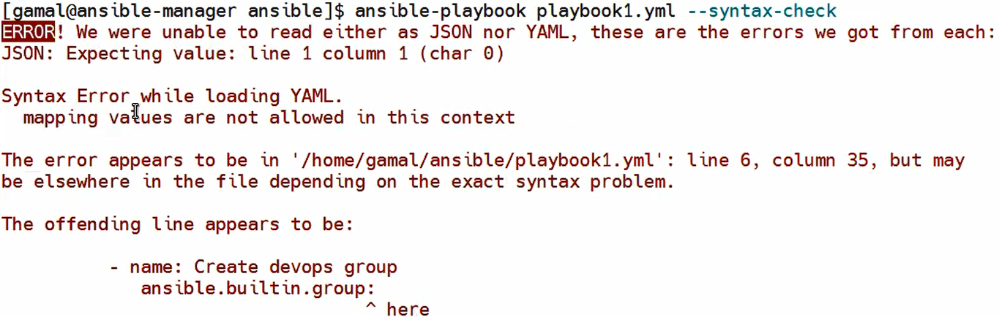 [gamal@ansible-manager ansible]$ ansible-playbook playbook1.yml --syntax-check
ERROR! We were unable to read either as JSON nor YAML, these are the errors we got from each:
JSON: Expecting value: line 1 column 1 (char 0)
Syntax Error while loading YAML.
  mapping values are not allowed in this context
The error appears to be in '/home/gamal/ansible/playbook1.yml': line 6, column 35, but may
be elsewhere in the file depending on the exact syntax problem.
The offending line appears to be:
          - name: Create devops group
             ansible.builtin.group:
                                  ^ here